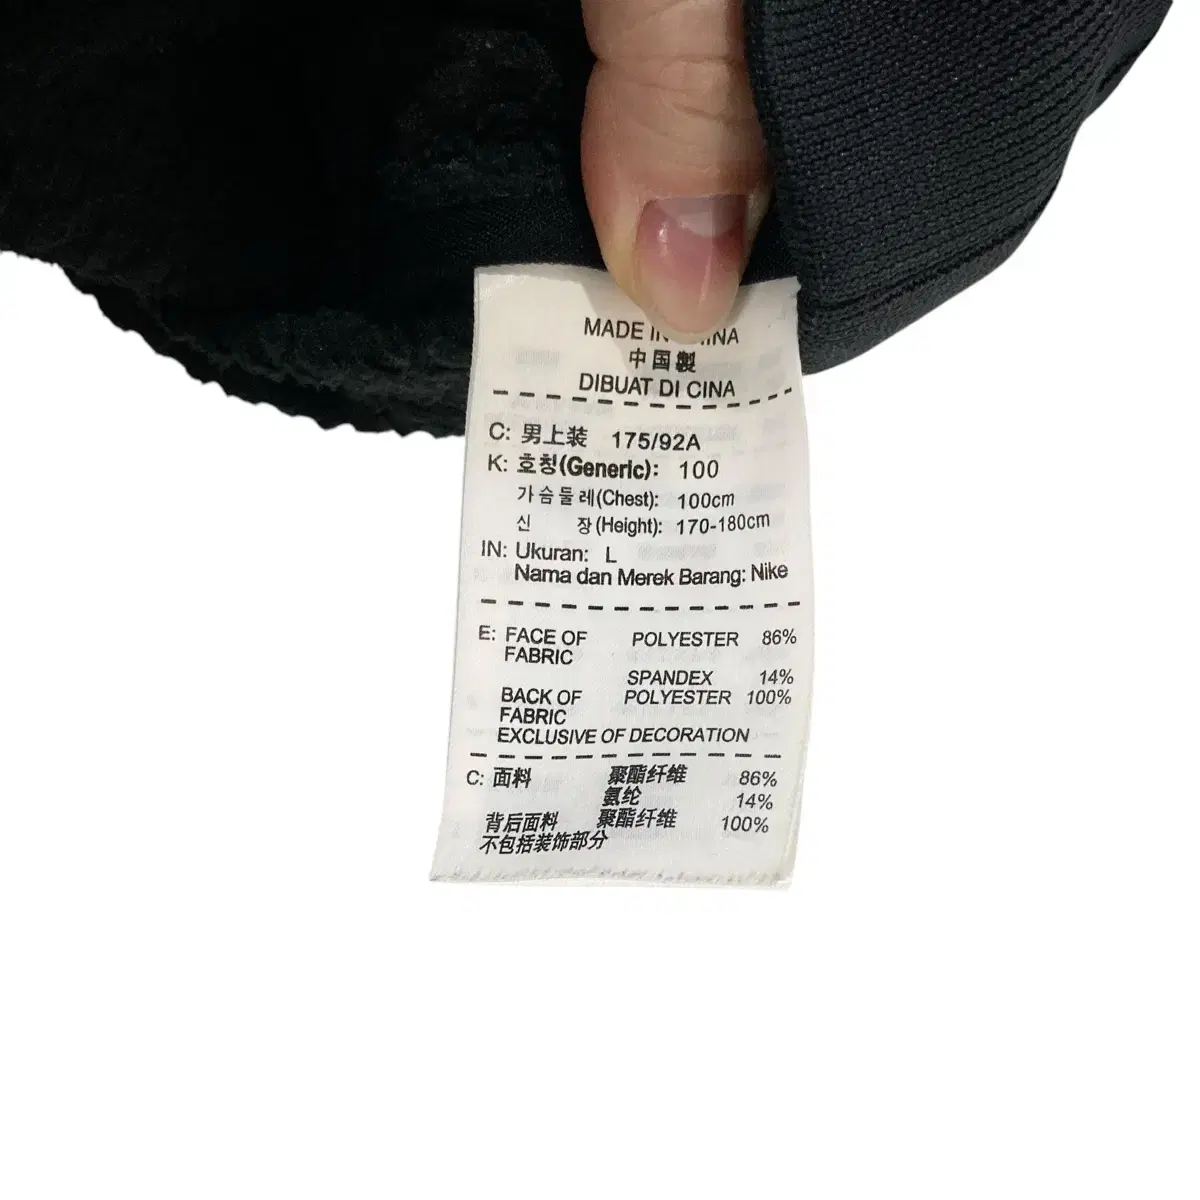 MADE IN CHINA
中国製
DIBUAT DI CINA
C: 男上装 175/92A
K: 호칭(Generic): 100
가슴둘레(Chest): 100cm
신 장(Height): 170-180cm
IN: Ukuran: L
Nama dan Merek Barang: Nike
E: FACE OF FABRIC POLYESTER 86%
SPANDEX 14%
BACK OF FABRIC POLYESTER 100%
EXCLUSIVE OF DECORATION
C: 面料 聚酯纤维 86%
氨纶 14%
背后面料 聚酯纤维 100%
不包括装饰部分